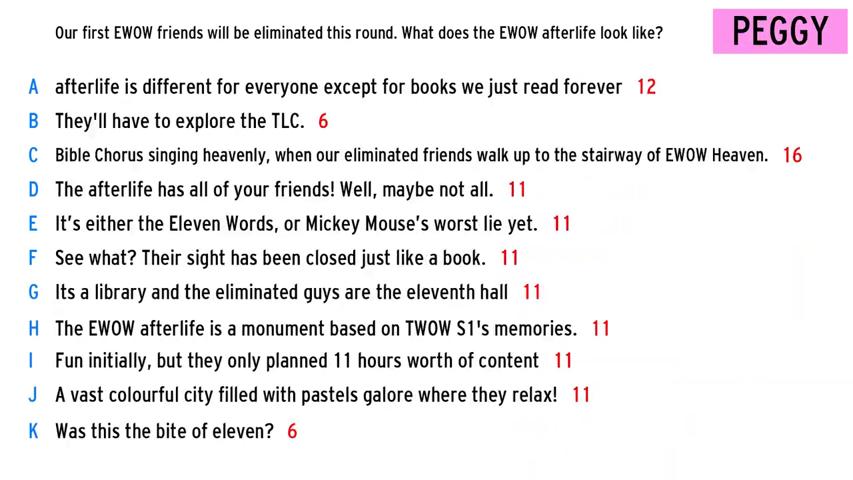 Our first EWOW friends will be eliminated this round. What does the EWOW afterlife look like?
PEGGY
A afterlife is different for everyone except for books we just read forever 12
B They'll have to explore the TLC. 6
C Bible Chorus singing heavenly, when our eliminated friends walk up to the stairway of EWOW Heaven. 16
D The afterlife has all of your friends! Well, maybe not all. 11
E It’s either the Eleven Words, or Mickey Mouse’s worst lie yet. 11
F See what? Their sight has been closed just like a book. 11
G Its a library and the eliminated guys are the eleventh hall 11
H The EWOW afterlife is a monument based on TWOW S1's memories. 11
I Fun initially, but they only planned 11 hours worth of content 11
J A vast colourful city filled with pastels galore where they relax! 11
K Was this the bite of eleven? 6